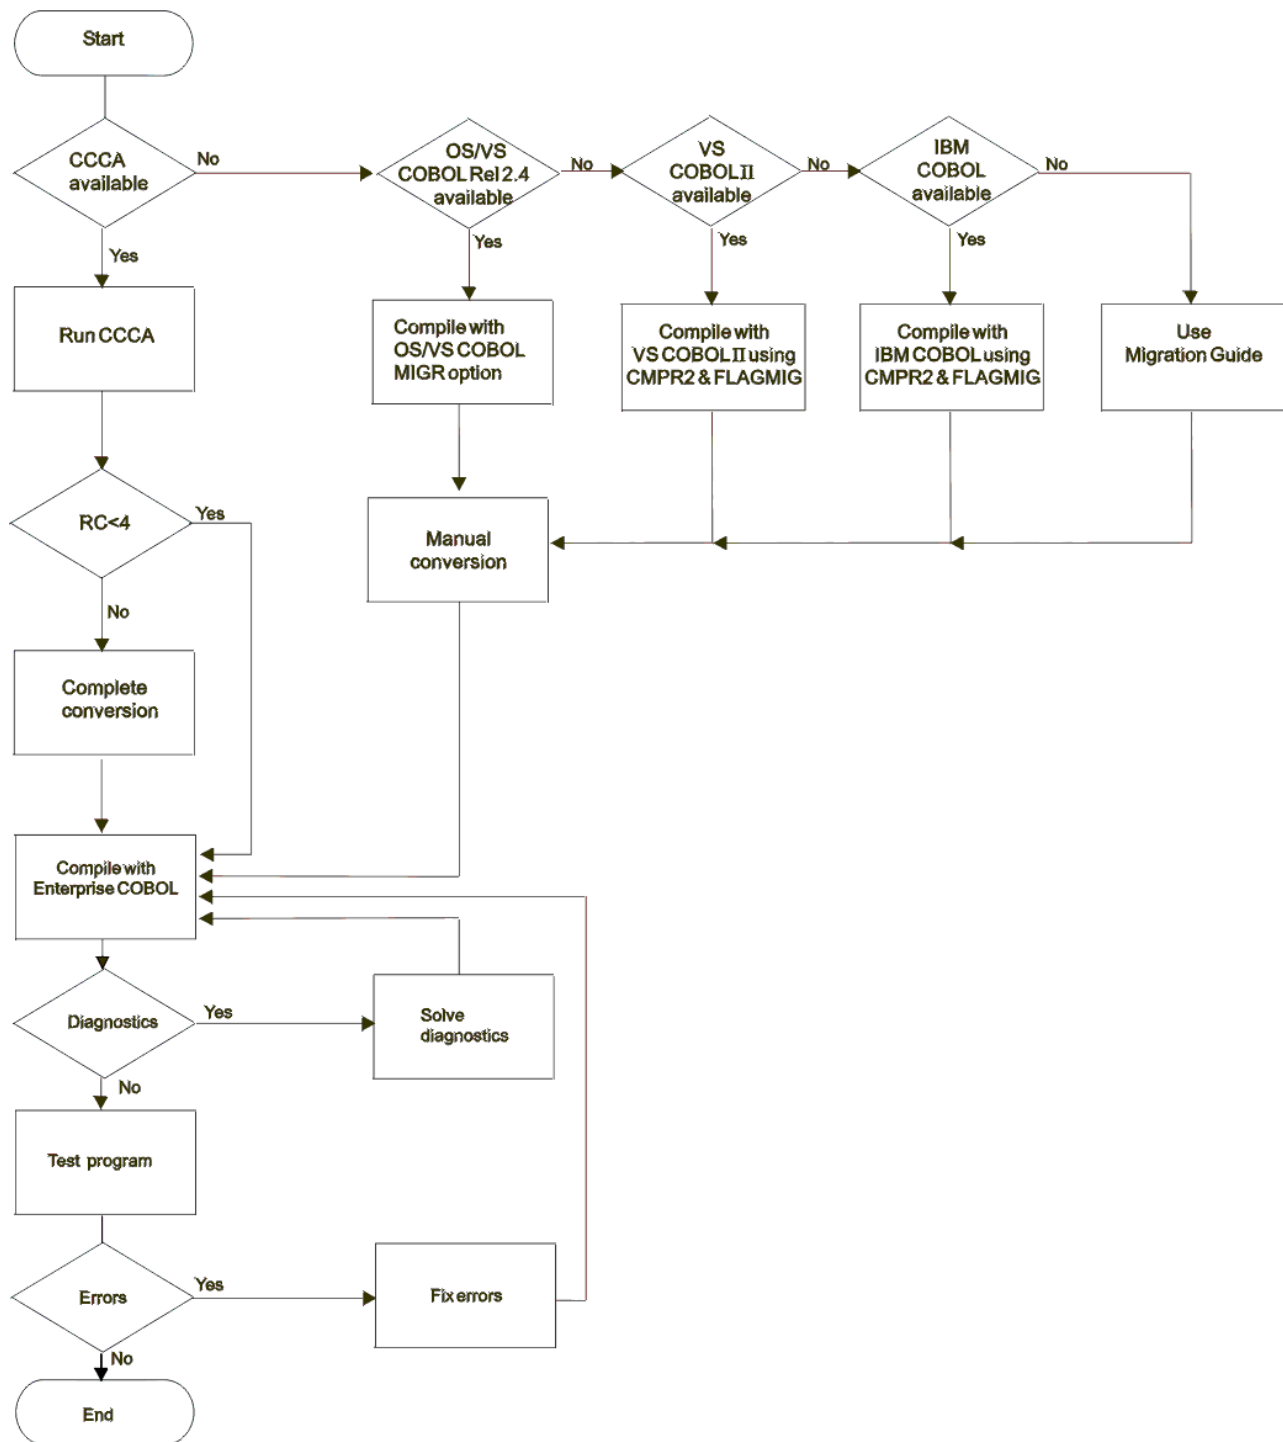 Start
CCCA
available
No
OS/VS
COBOL Rel 2.4
available
No
VS
COBOL II
available
No
IBM
COBOL
available
No
Yes
Yes
Yes
Yes
Run CCCA
Compile with
OS/VS COBOL
MIGR option
Compile with
VS COBOL II using
CMPR2 & FLAGMIG
Compile with
IBM COBOL using
CMPR2 & FLAGMIG
Use
Migration Guide
RC<4
Yes
Manual
conversion
No
Complete
conversion
Compile with
Enterprise COBOL
Diagnostics
Yes
Solve
diagnostics
No
Test program
Errors
Yes
Fix errors
No
End